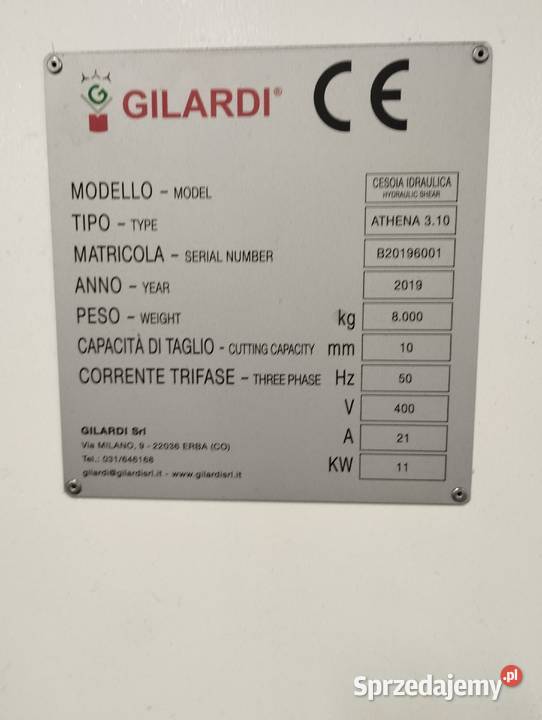 G GILARDI® CE
MODELLO - MODEL CESOIA IDRAULICA
HYDRAULIC SHEAR
TIPO - TYPE ATHENA 3.10
MATRICOLA - SERIAL NUMBER B20196001
ANNO - YEAR 2019
PESO - WEIGHT kg 8.000
CAPACITÀ DI TAGLIO - CUTTING CAPACITY mm 10
CORRENTE TRIFASE - THREE PHASE Hz 50
V 400
A 21
KW 11
GILARDI Srl
Via MILANO, 9 - 22036 ERBA (CO)
Tel.: 031/646166
gilardi@gilardisrl.it - www.gilardisrl.it
Sprzedajemy.pl